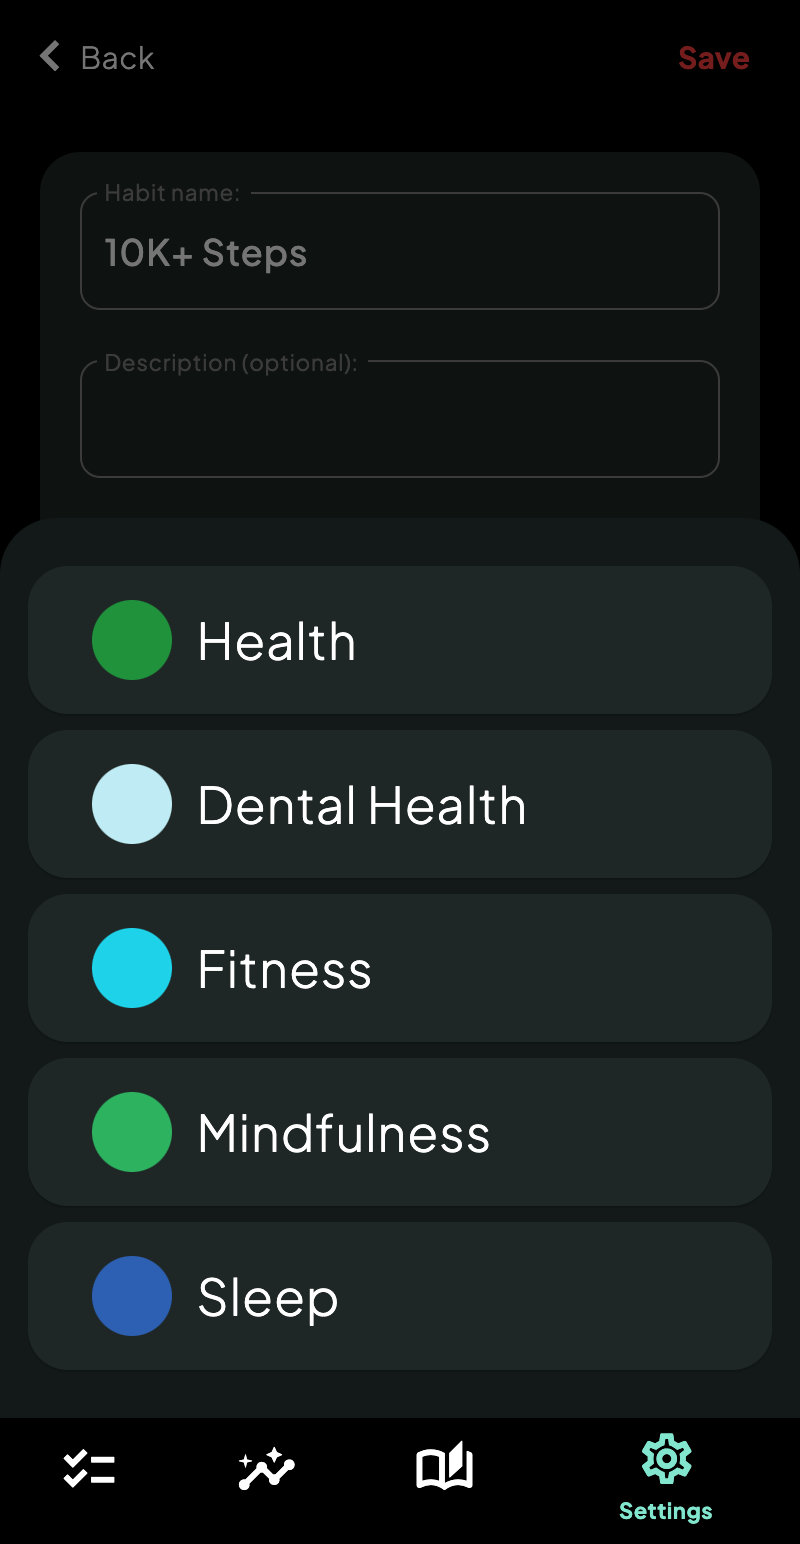 Back
Save
Habit name:
10K+ Steps
Description (optional):
Health
Dental Health
Fitness
Mindfulness
Sleep
Settings